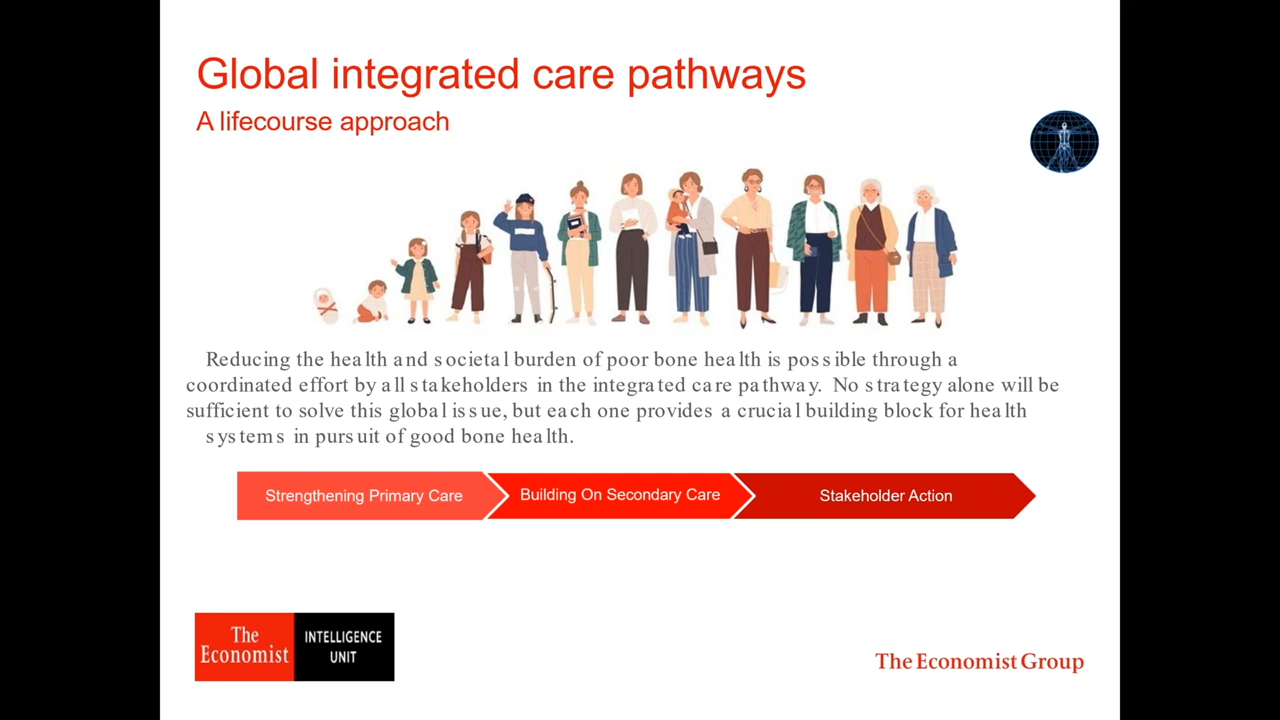 Global integrated care pathways
A lifecourse approach
Reducing the health and societal burden of poor bone health is possible through a
coordinated effort by all stakeholders in the integrated care pathway. No strategy alone will be
sufficient to solve this global issue, but each one provides a crucial building block for health
systems in pursuit of good bone health.
Strengthening Primary Care
Building On Secondary Care
Stakeholder Action
The
Economist
INTELLIGENCE
UNIT
The Economist Group